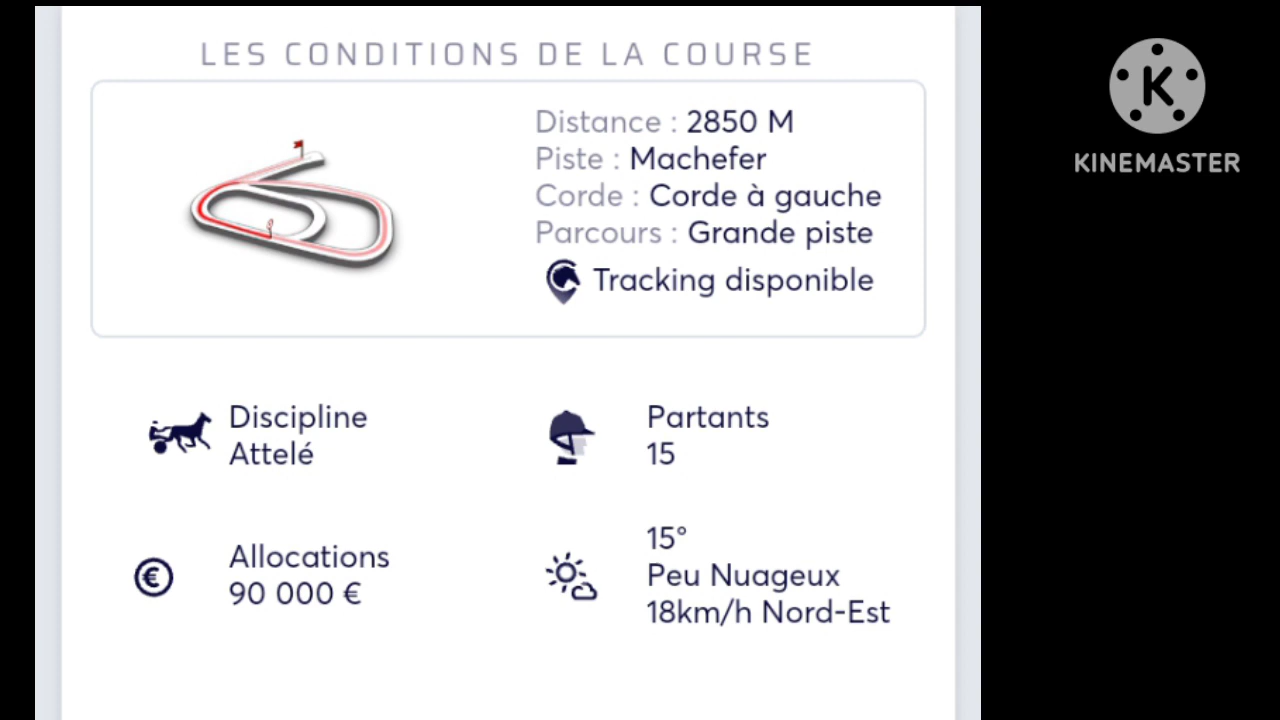 LES CONDITIONS DE LA COURSE
Distance : 2850 M
Piste : Machefer
Corde : Corde à gauche
Parcours : Grande piste
Tracking disponible
Discipline
Attelé
Partants
15
Allocations
90 000 €
15°
Peu Nuageux
18km/h Nord-Est
K
KINEMASTER